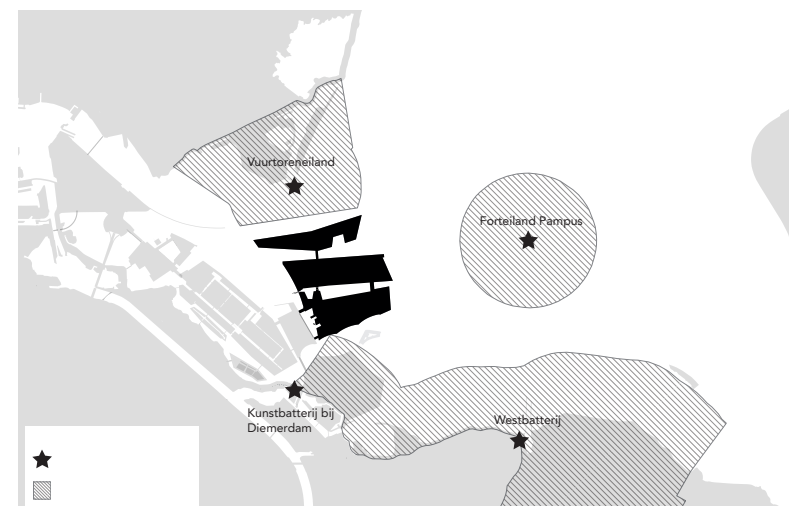 Vuurtoreneiland
Forteiland Pampus
Kunstbatterij bij
Diemerdam
Westbatterij